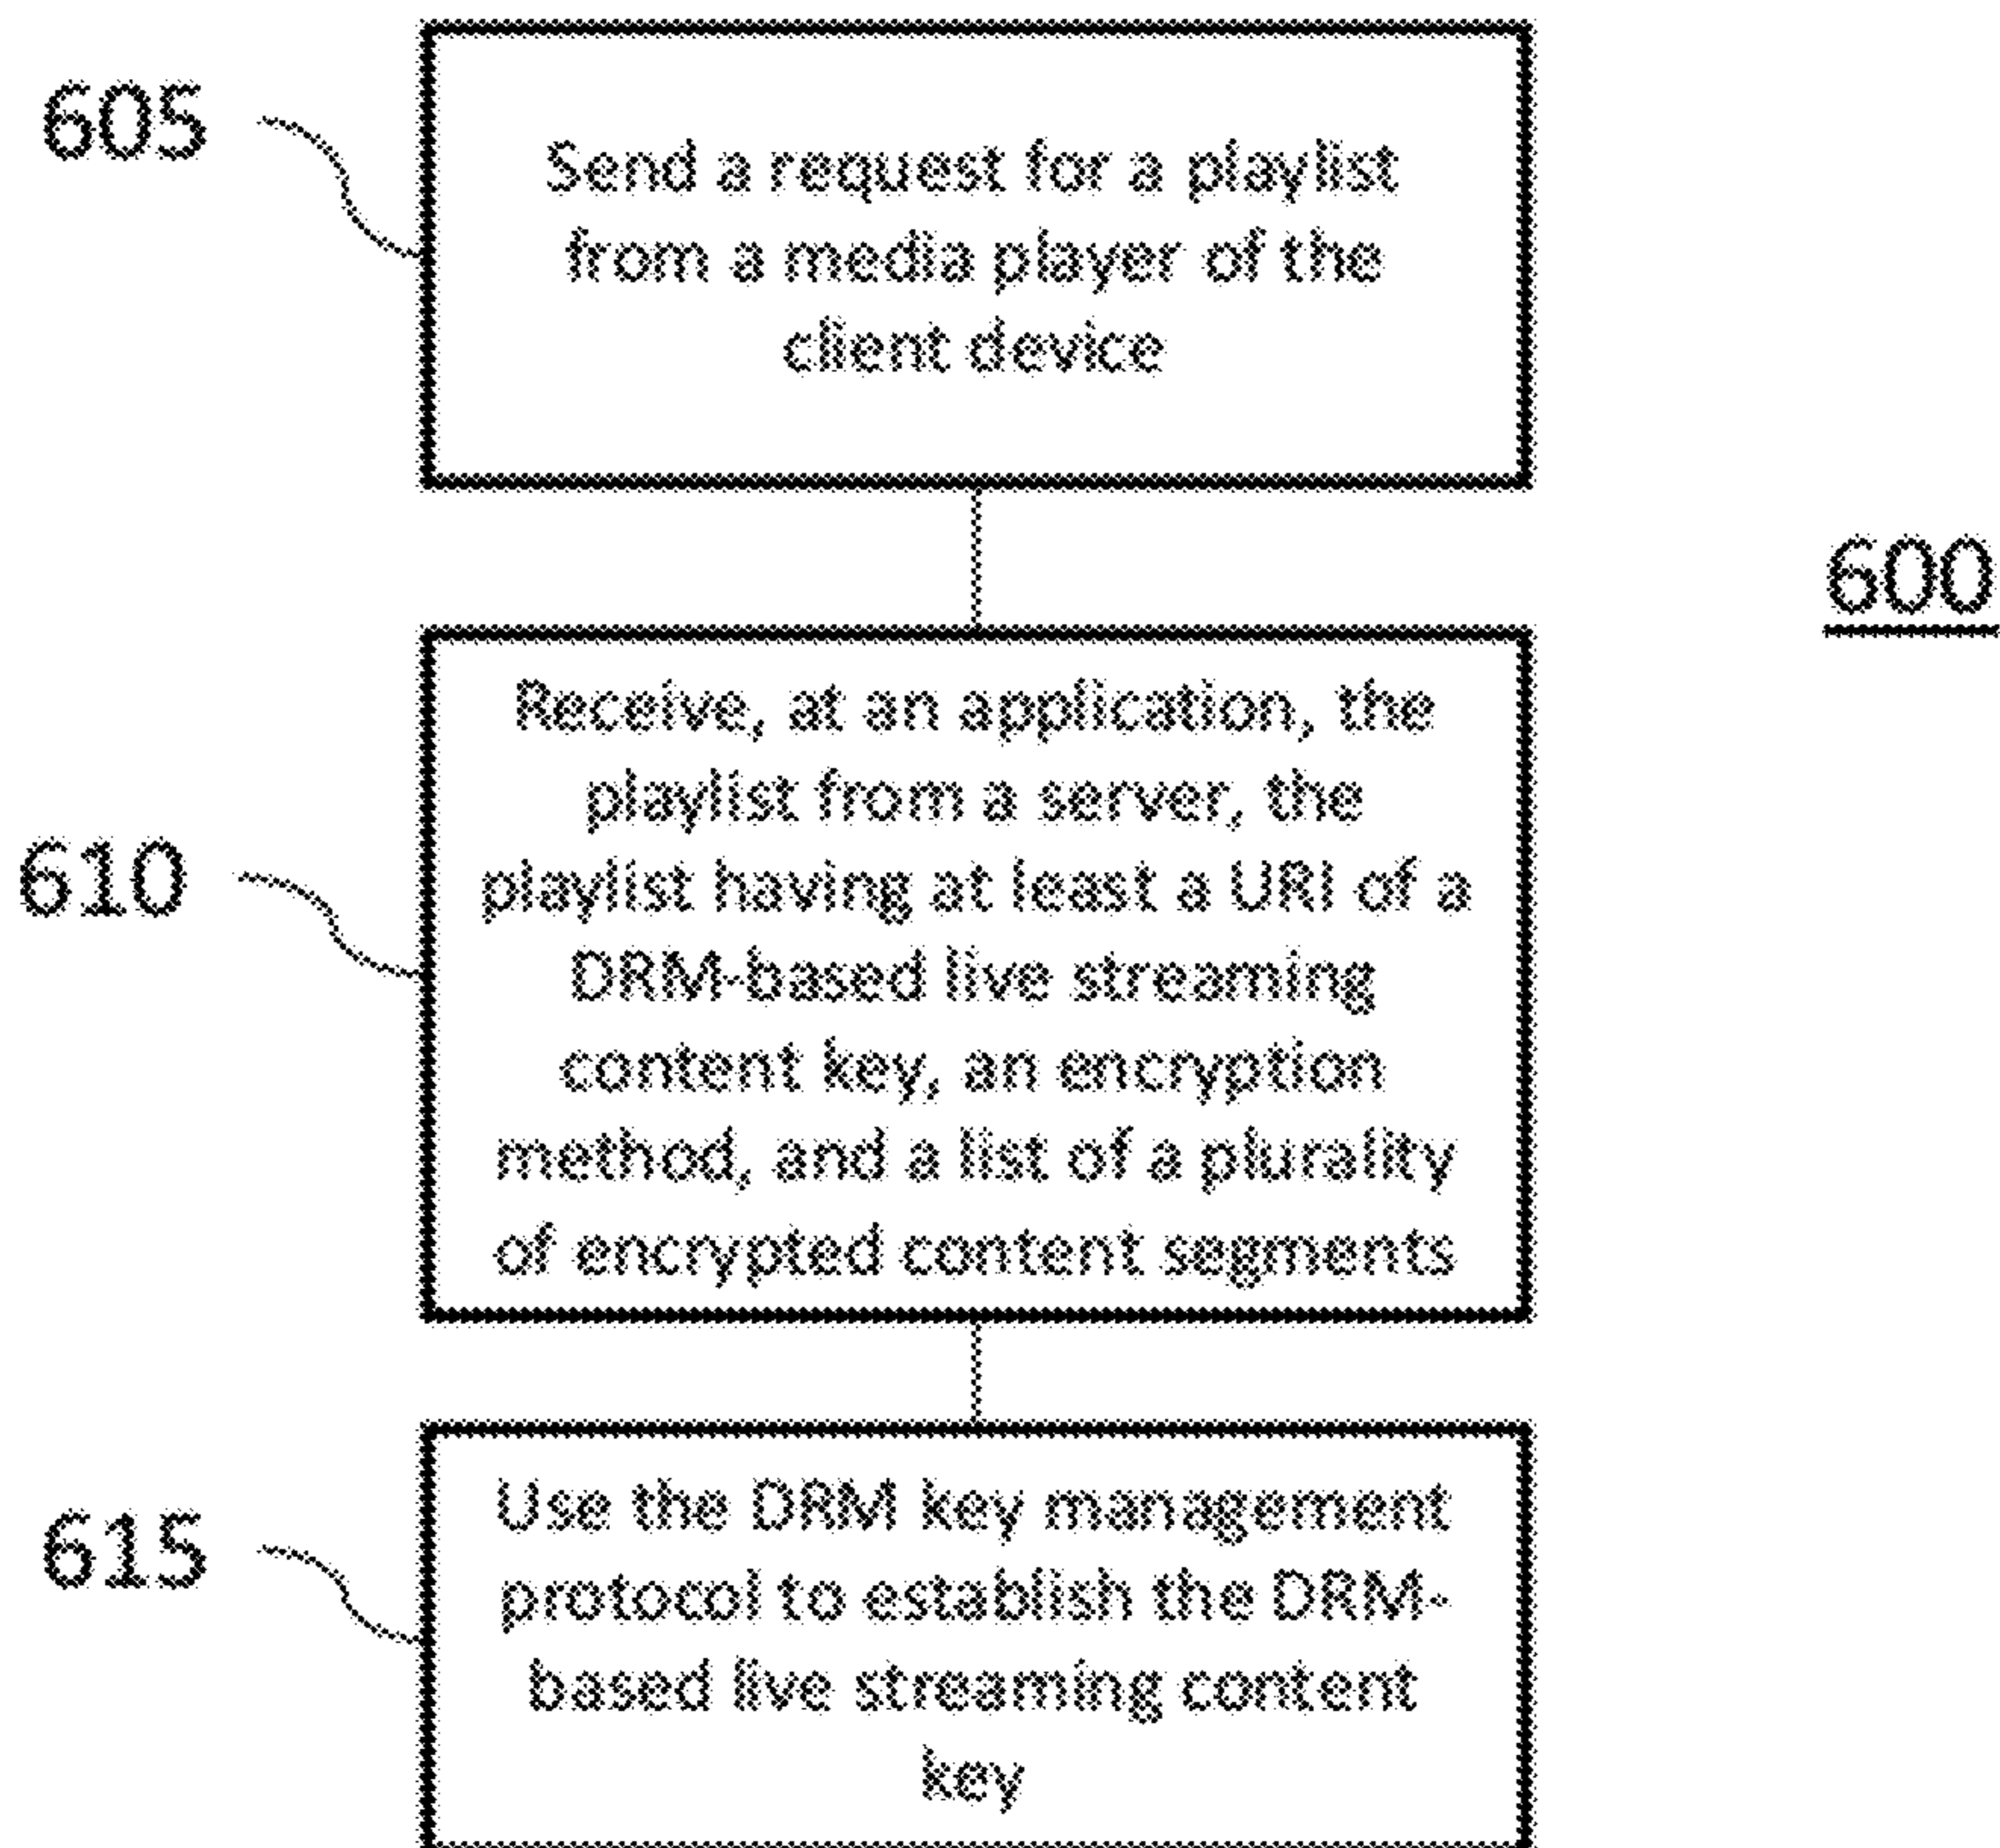 605
Send a request for a playlist
from a media player of the
client device
600
610
Receive, at an application, the
playlist from a server, the
playlist having at least a URI of a
DRM-based live streaming
content key, an encryption
method, and a list of a plurality
of encrypted content segments
615
Use the DRM key management
protocol to establish the DRM-
based live streaming content
key